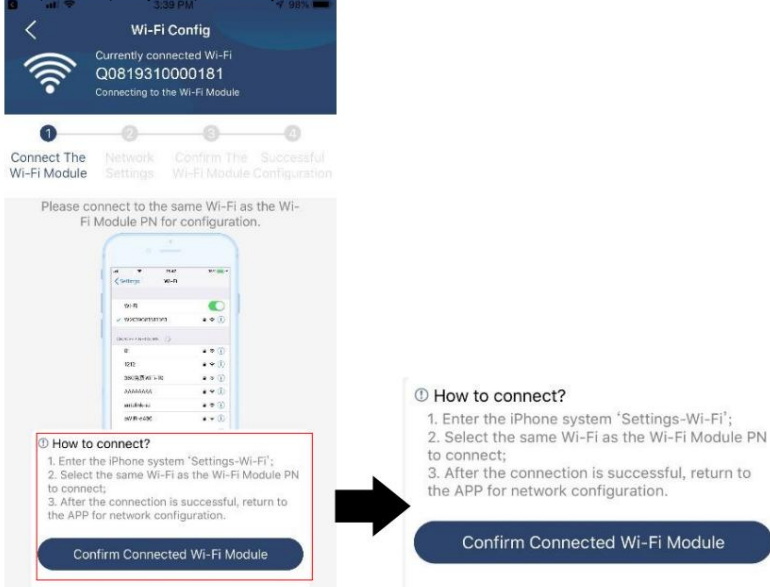 3:39 PM
98%
Wi-Fi Config
Currently connected Wi-Fi
Q0819310000181
Connecting to the Wi-Fi Module
1 2 3 4
Connect The Network Confirm The Successful
Wi-Fi Module Settings Wi-Fi Module Configuration
Please connect to the same Wi-Fi as the Wi-
Fi Module PN for configuration.
Settings Wi-Fi
Wi-Fi
1212
AAAAAAAA
How to connect?
1. Enter the iPhone system ‘Settings-Wi-Fi’;
2. Select the same Wi-Fi as the Wi-Fi Module PN
to connect;
3. After the connection is successful, return to
the APP for network configuration.
Confirm Connected Wi-Fi Module
How to connect?
1. Enter the iPhone system ‘Settings-Wi-Fi’;
2. Select the same Wi-Fi as the Wi-Fi Module PN
to connect;
3. After the connection is successful, return to
the APP for network configuration.
Confirm Connected Wi-Fi Module